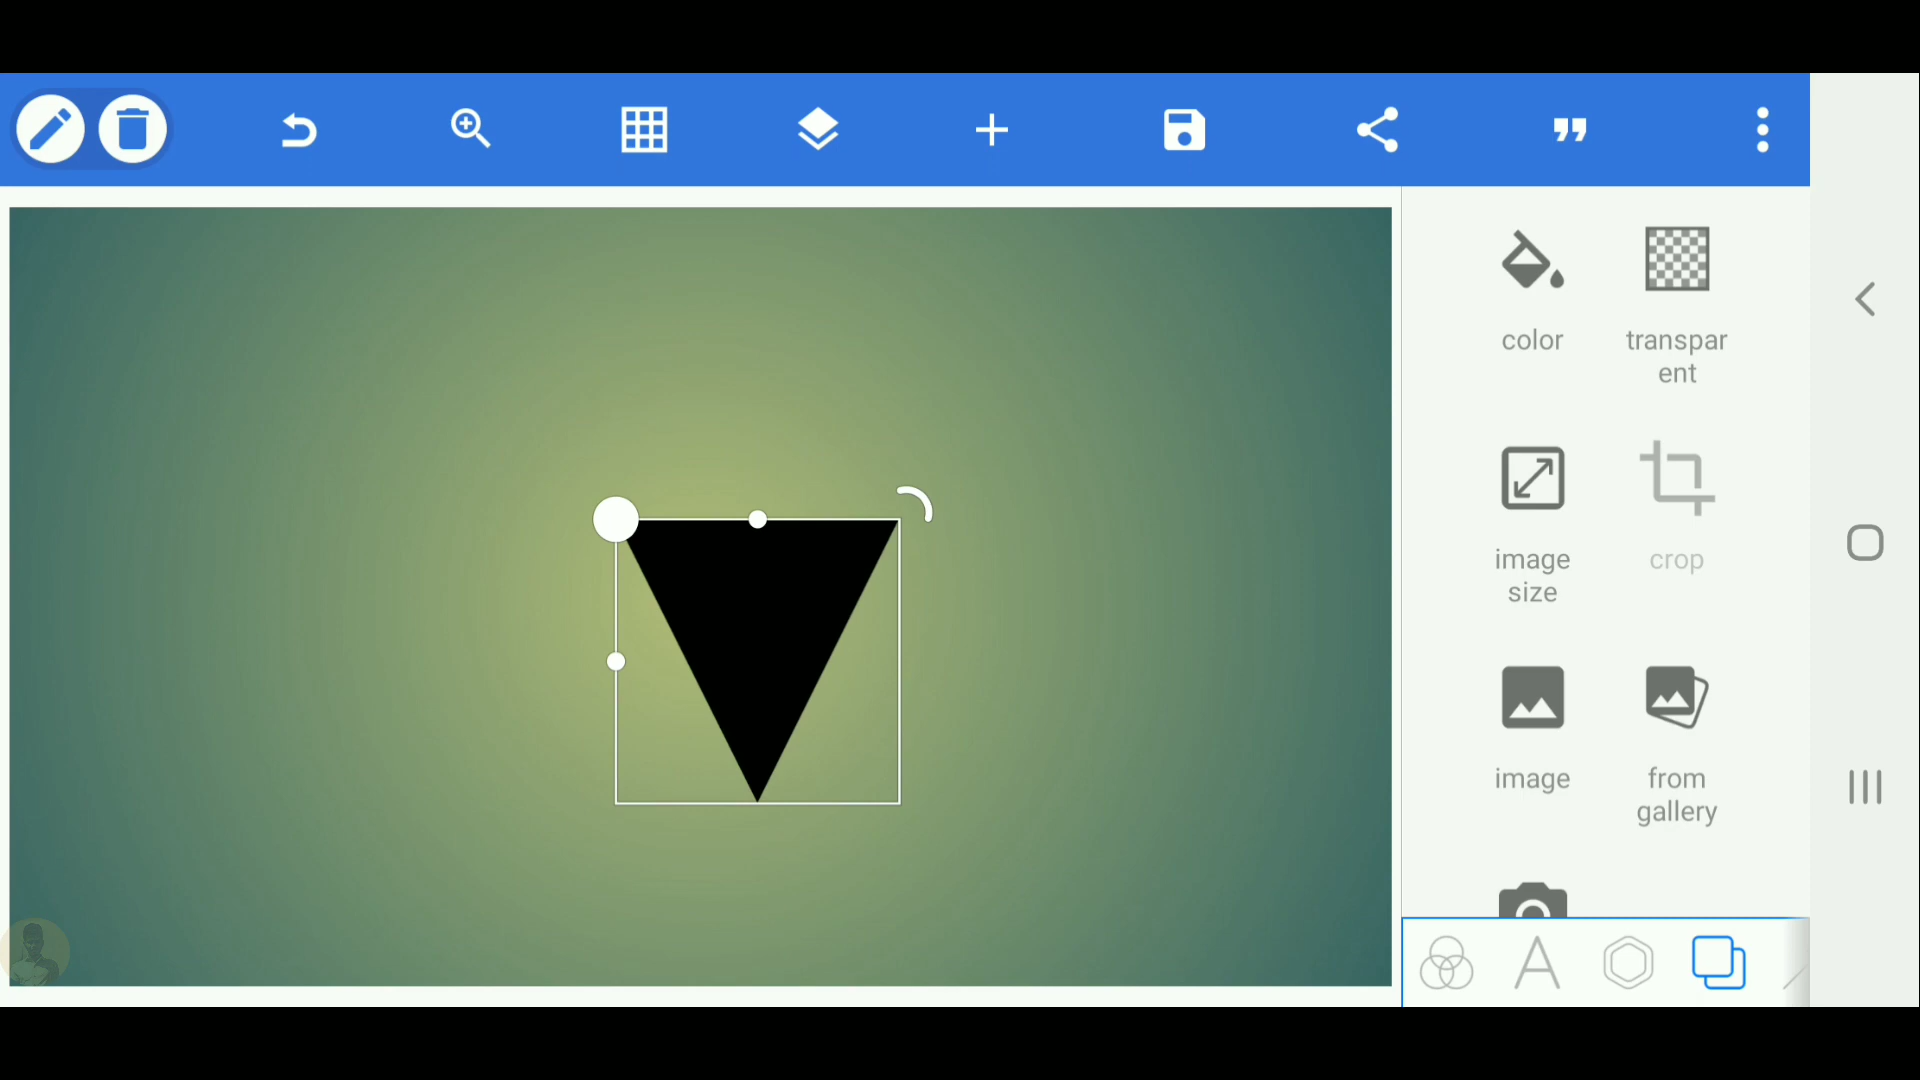 color
transpar
ent
image
size
crop
image
from
gallery